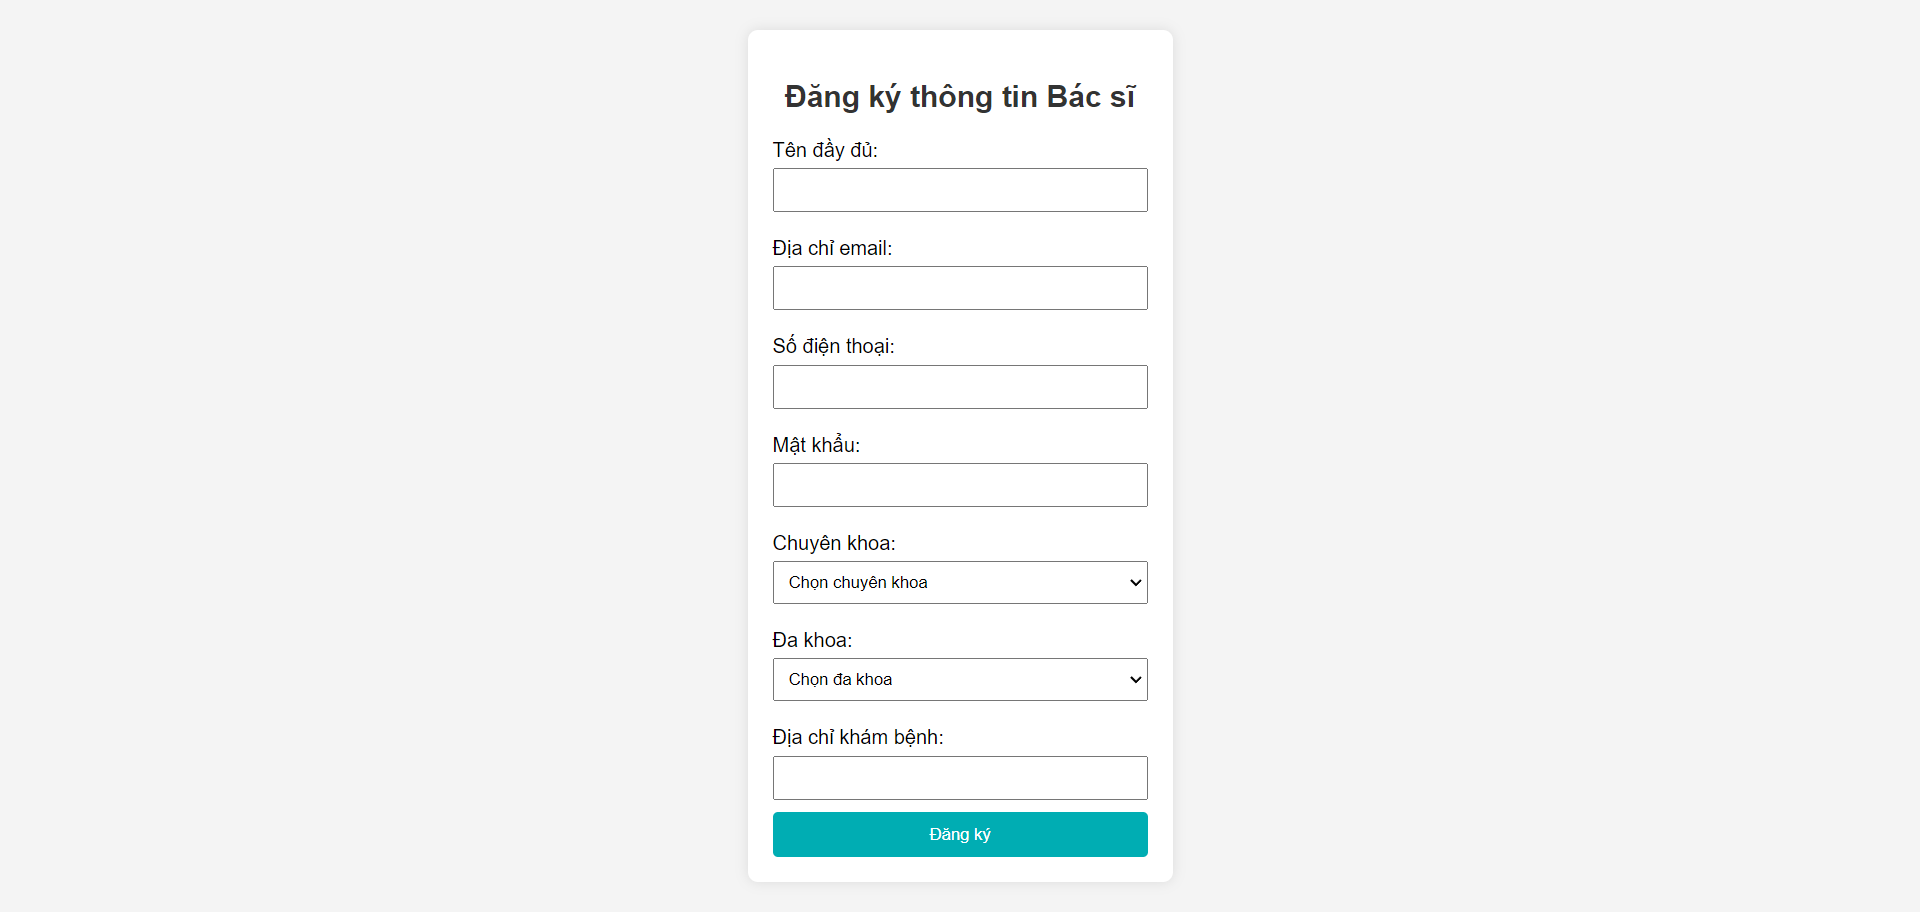 Đăng ký thông tin Bác sĩ
Tên đầy đủ:
Địa chỉ email:
Số điện thoại:
Mật khẩu:
Chuyên khoa:
Chọn chuyên khoa
Đa khoa:
Chọn đa khoa
Địa chỉ khám bệnh:
Đăng ký